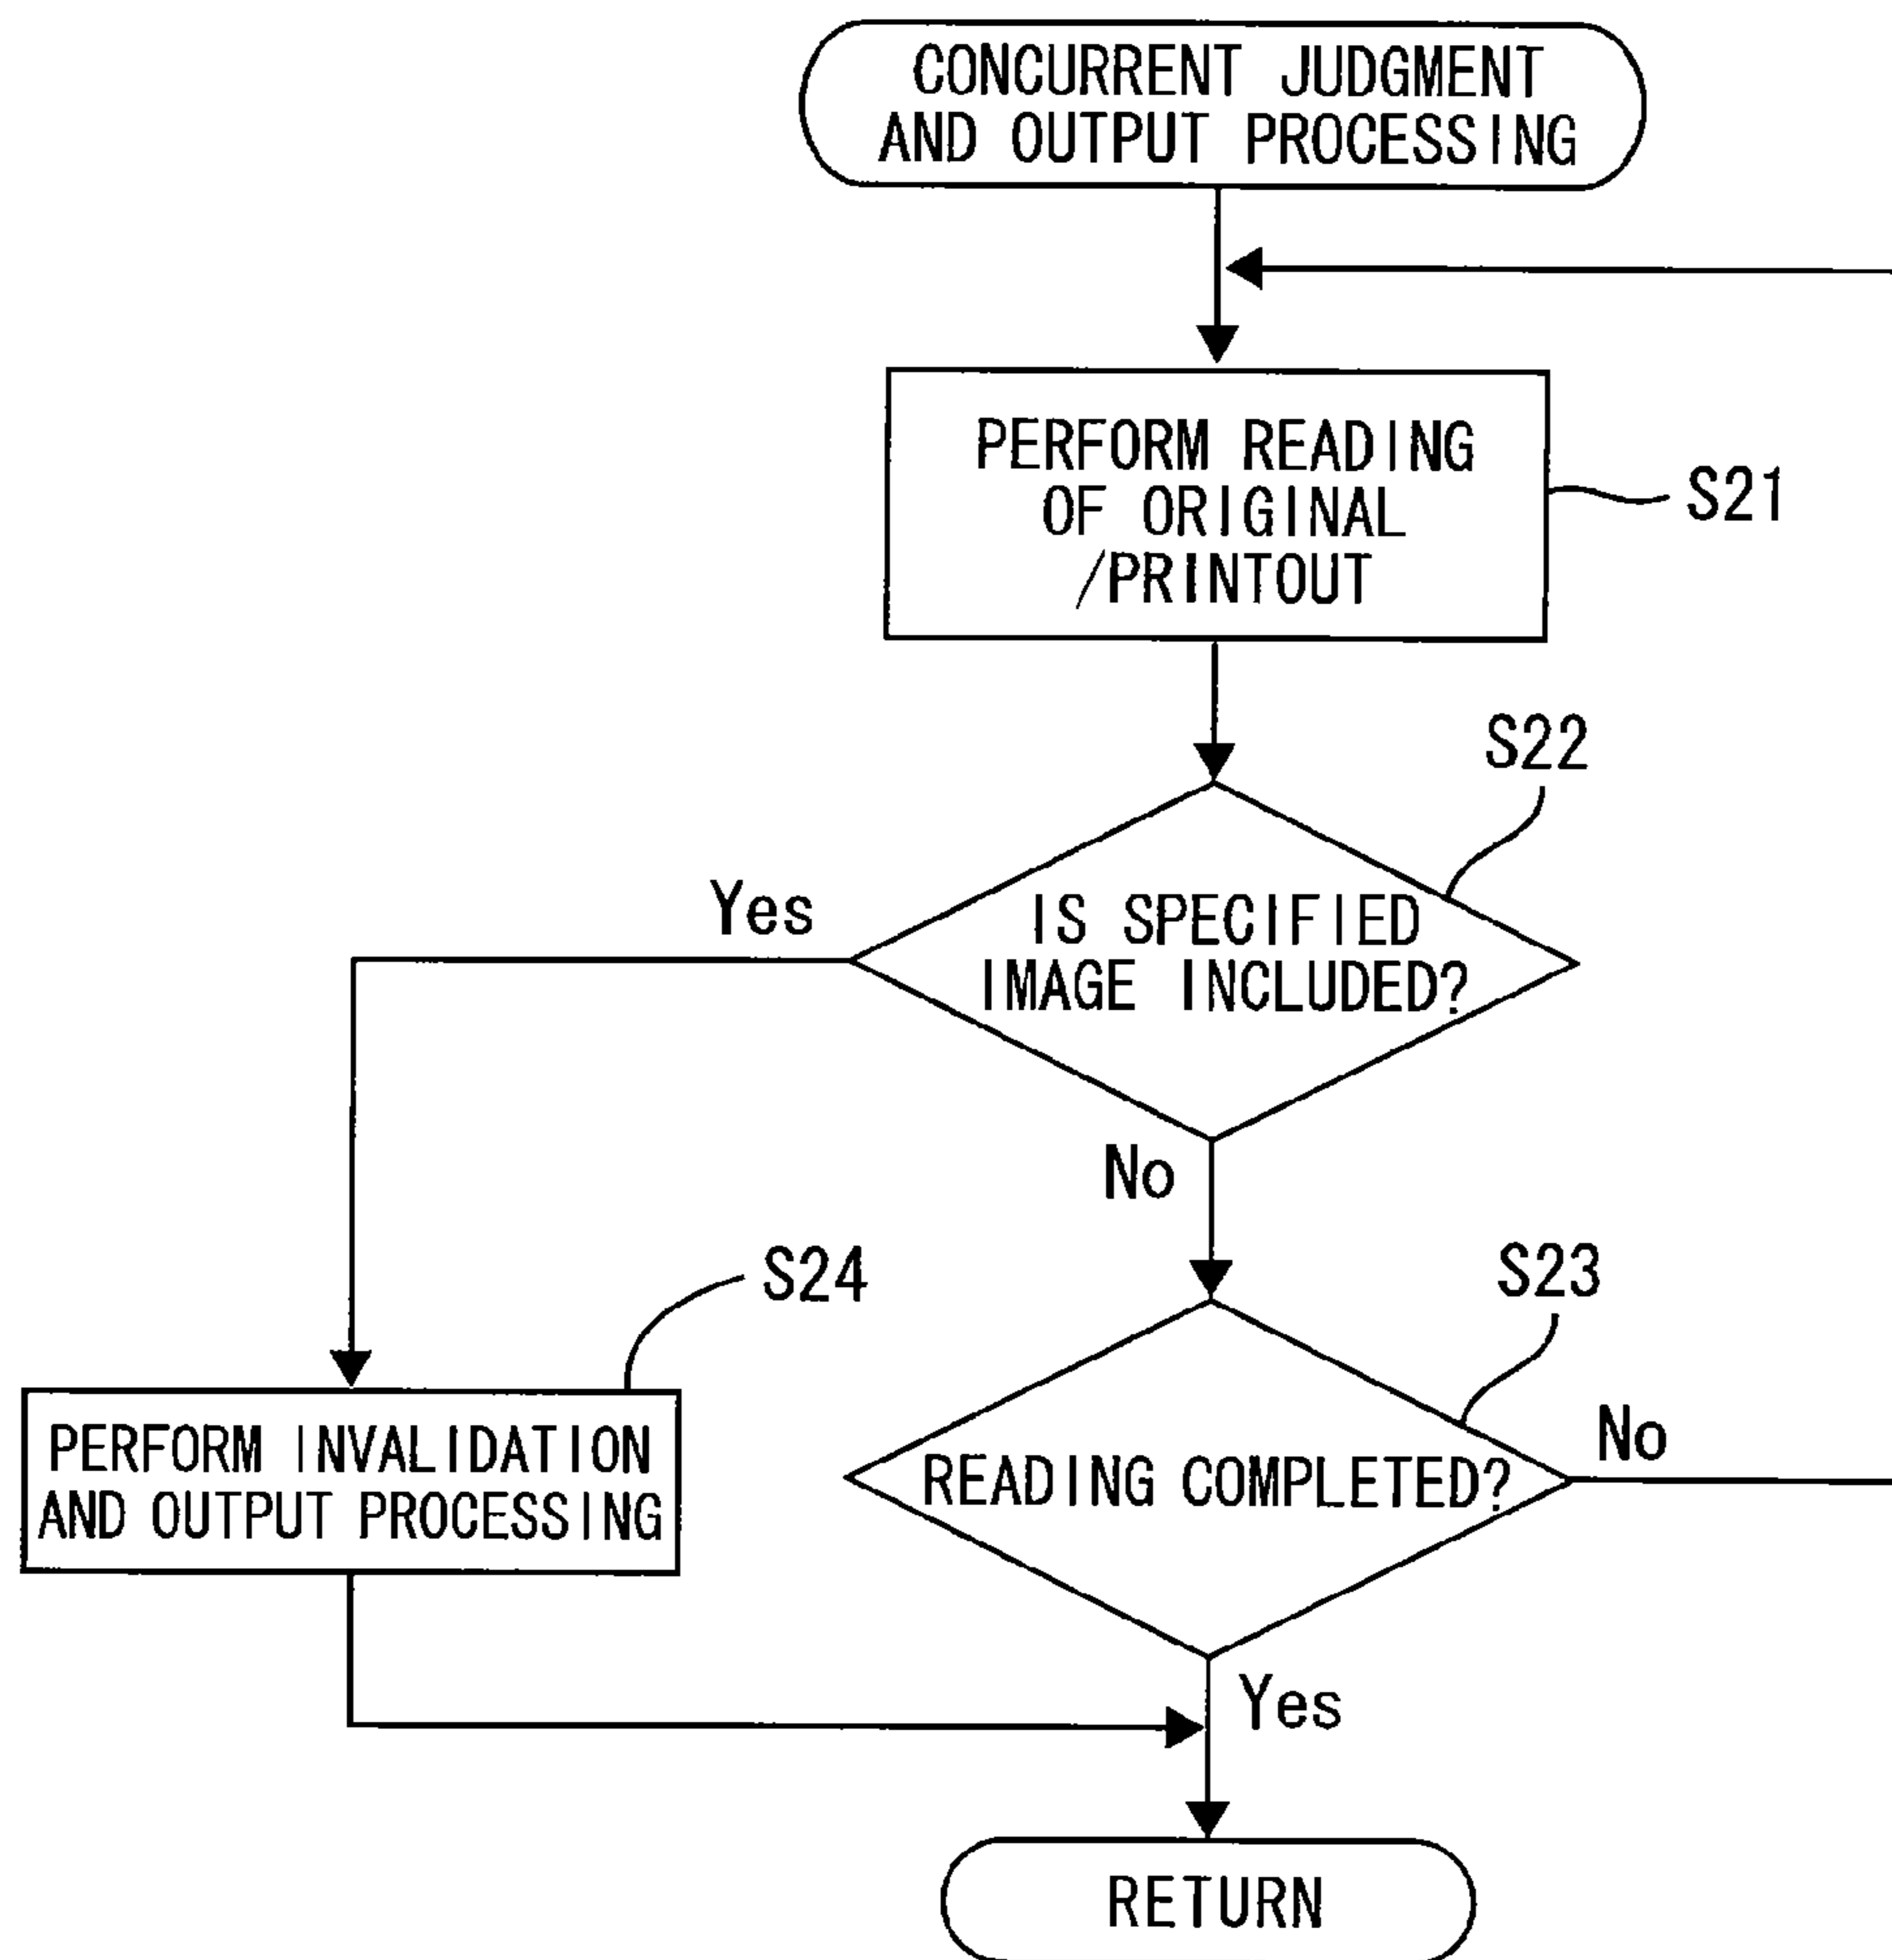 CONCURRENT JUDGMENT
AND OUTPUT PROCESSING
PERFORM READING
OF ORIGINAL
/PRINTOUT
S21
S22
Yes
IS SPECIFIED
IMAGE INCLUDED?
No
S24
S23
PERFORM INVALIDATION
AND OUTPUT PROCESSING
READING COMPLETED?
No
Yes
RETURN